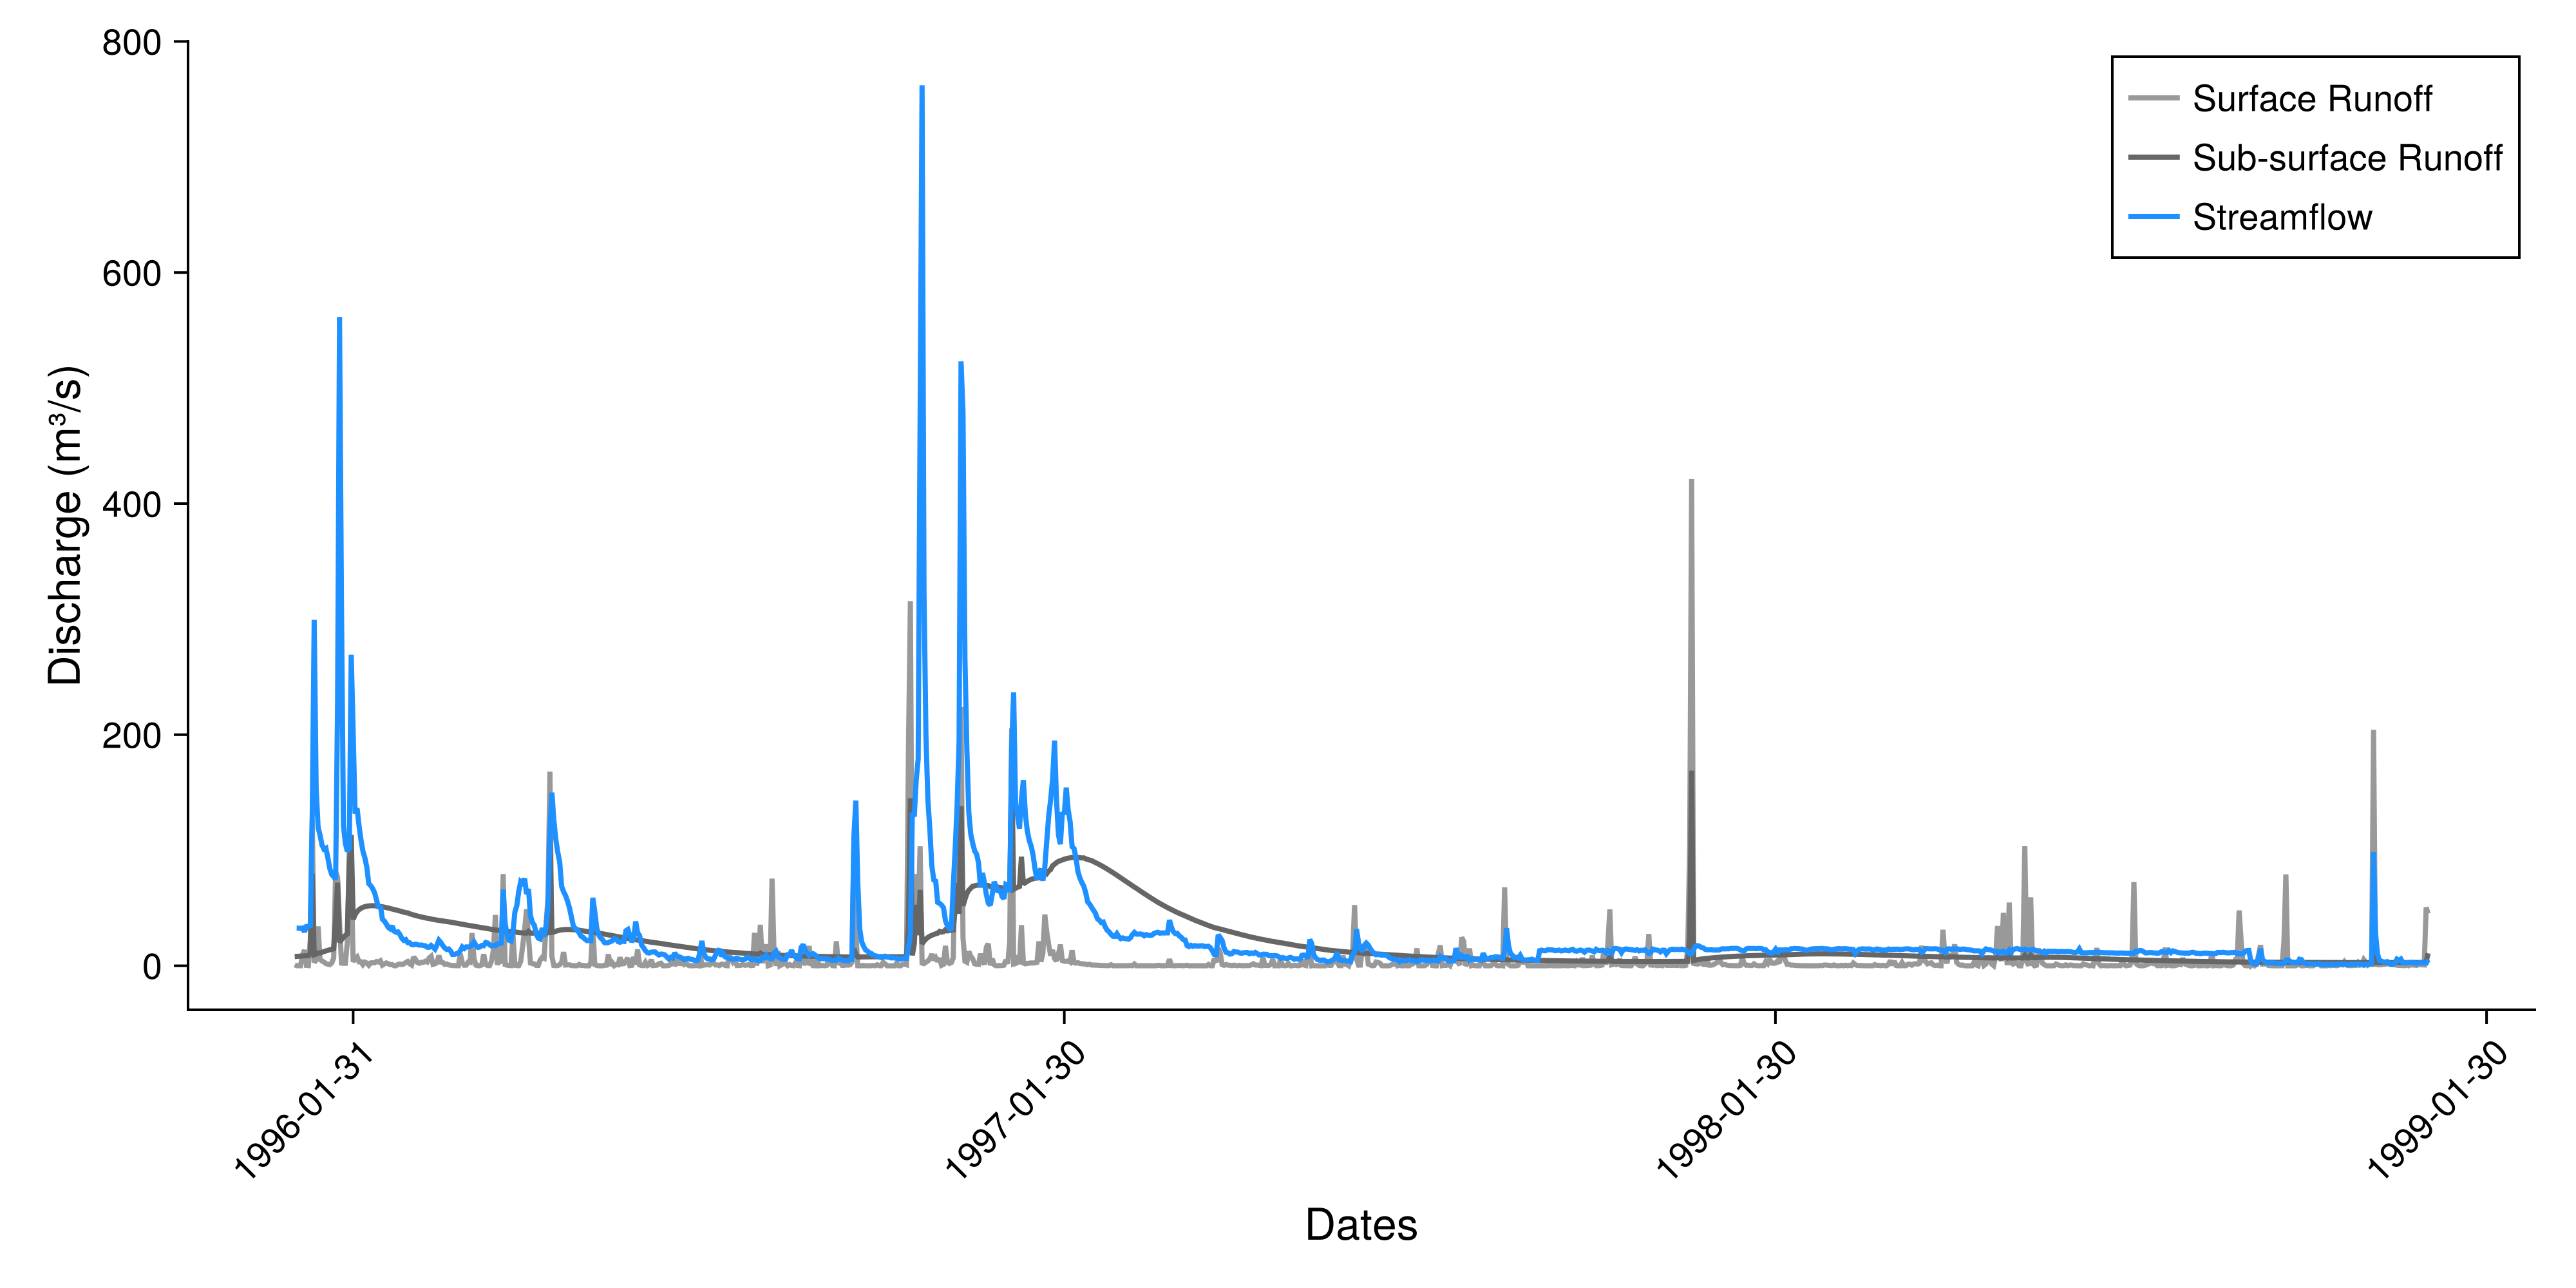 800
600
400
200
0
Discharge (m³/s)
Surface Runoff
Sub-surface Runoff
Streamflow
1996-01-31
1997-01-30
1998-01-30
1999-01-30
Dates